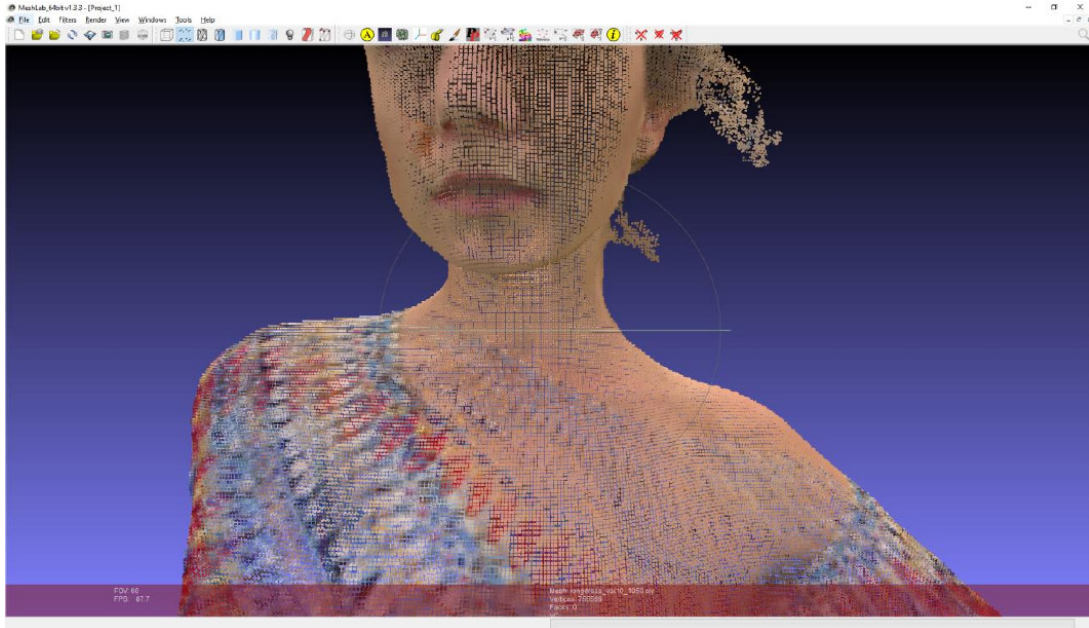 MeshLab_64bit v1.3.3 - [Project_1]
File Edit Filters Render View Windows Tools Help
A
i
FOV: 60
FPS: 67.7
Vertices:
Faces: 0